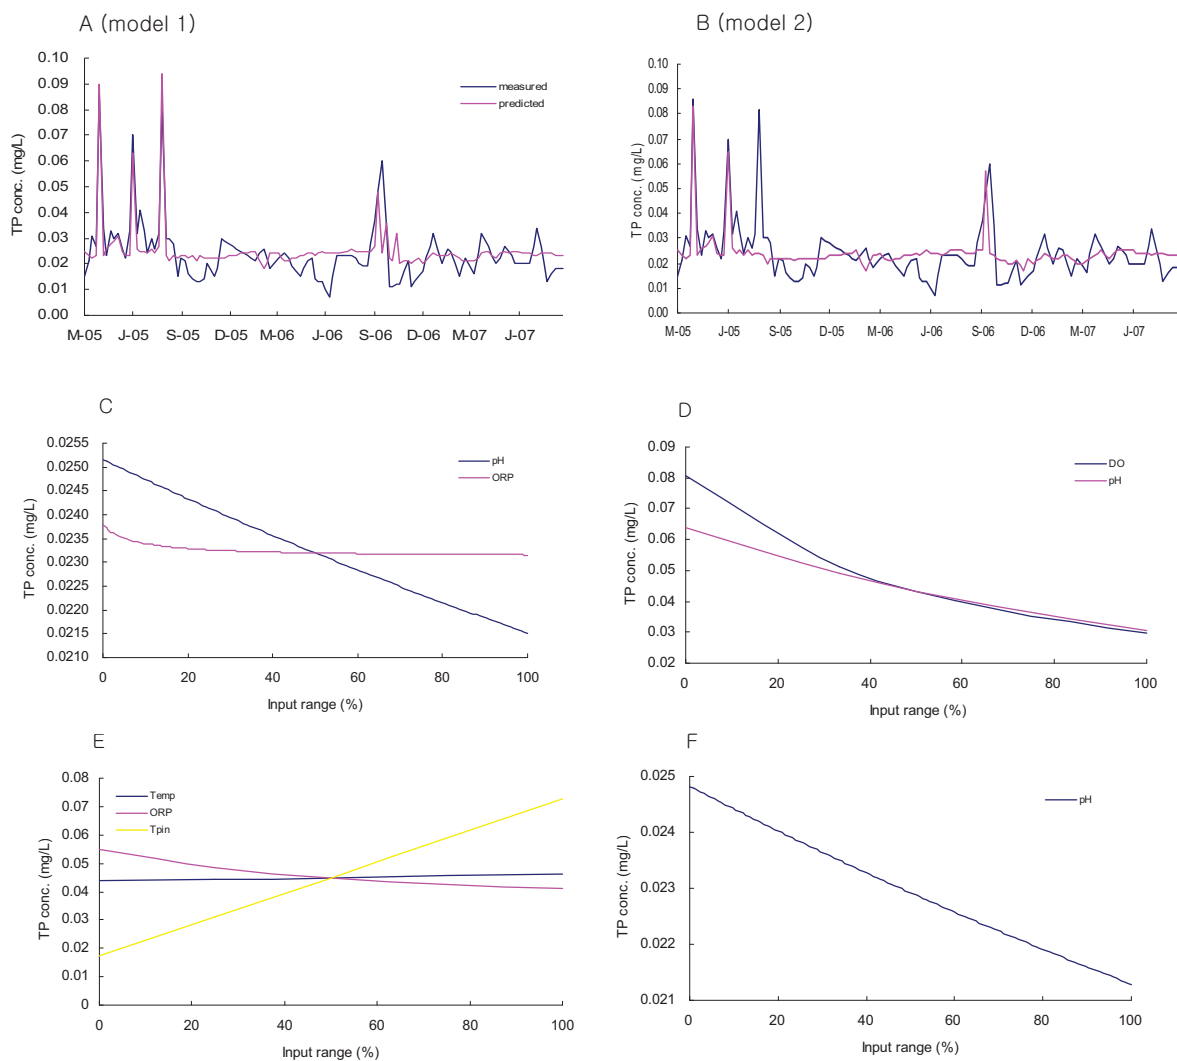 A (model 1)
B (model 2)
0.10
0.09
0.08
0.07
0.06
0.05
0.04
0.03
0.02
0.01
0.00
TP conc. (mg/L)
measured
predicted
M-05 J-05 S-05 D-05 M-06 J-06 S-06 D-06 M-07 J-07
0.10
0.09
0.08
0.07
0.06
0.05
0.04
0.03
0.02
0.01
0.00
TP conc. (mg/L)
M-05 J-05 S-05 D-05 M-06 J-06 S-06 D-06 M-07 J-07
C
0.0255
0.0250
0.0245
0.0240
0.0235
0.0230
0.0225
0.0220
0.0215
0.0210
TP conc. (mg/L)
pH
ORP
0 20 40 60 80 100
Input range (%)
D
0.09
0.08
0.07
0.06
0.05
0.04
0.03
0.02
TP conc. (mg/L)
DO
pH
0 20 40 60 80 100
Input range (%)
E
0.08
0.07
0.06
0.05
0.04
0.03
0.02
0.01
0
TP conc. (mg/L)
Temp
ORP
Tpin
0 20 40 60 80 100
Input range (%)
F
0.025
0.024
0.023
0.022
0.021
TP conc. (mg/L)
pH
0 20 40 60 80 100
Input range (%)